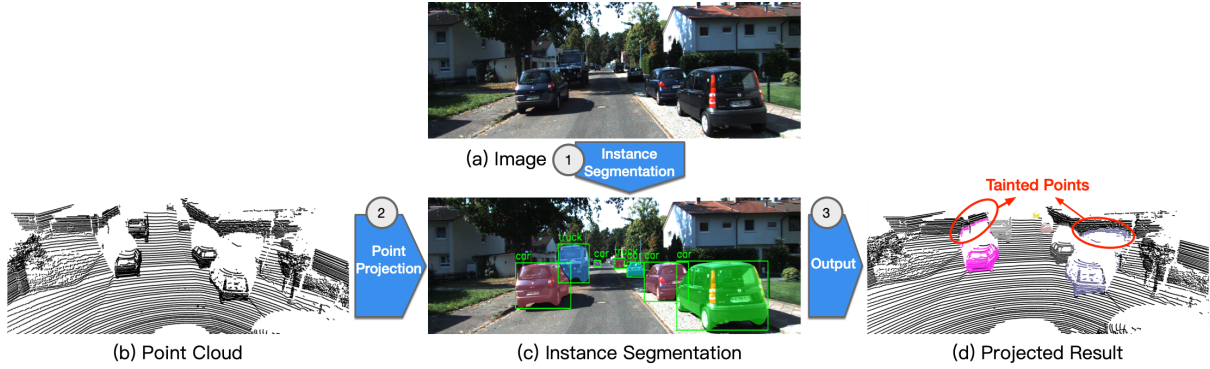 (a) Image
1
Instance
Segmentation
2
Point
Projection
truck
car
car
car
car
3
Output
Tainted Points
(b) Point Cloud
(c) Instance Segmentation
(d) Projected Result